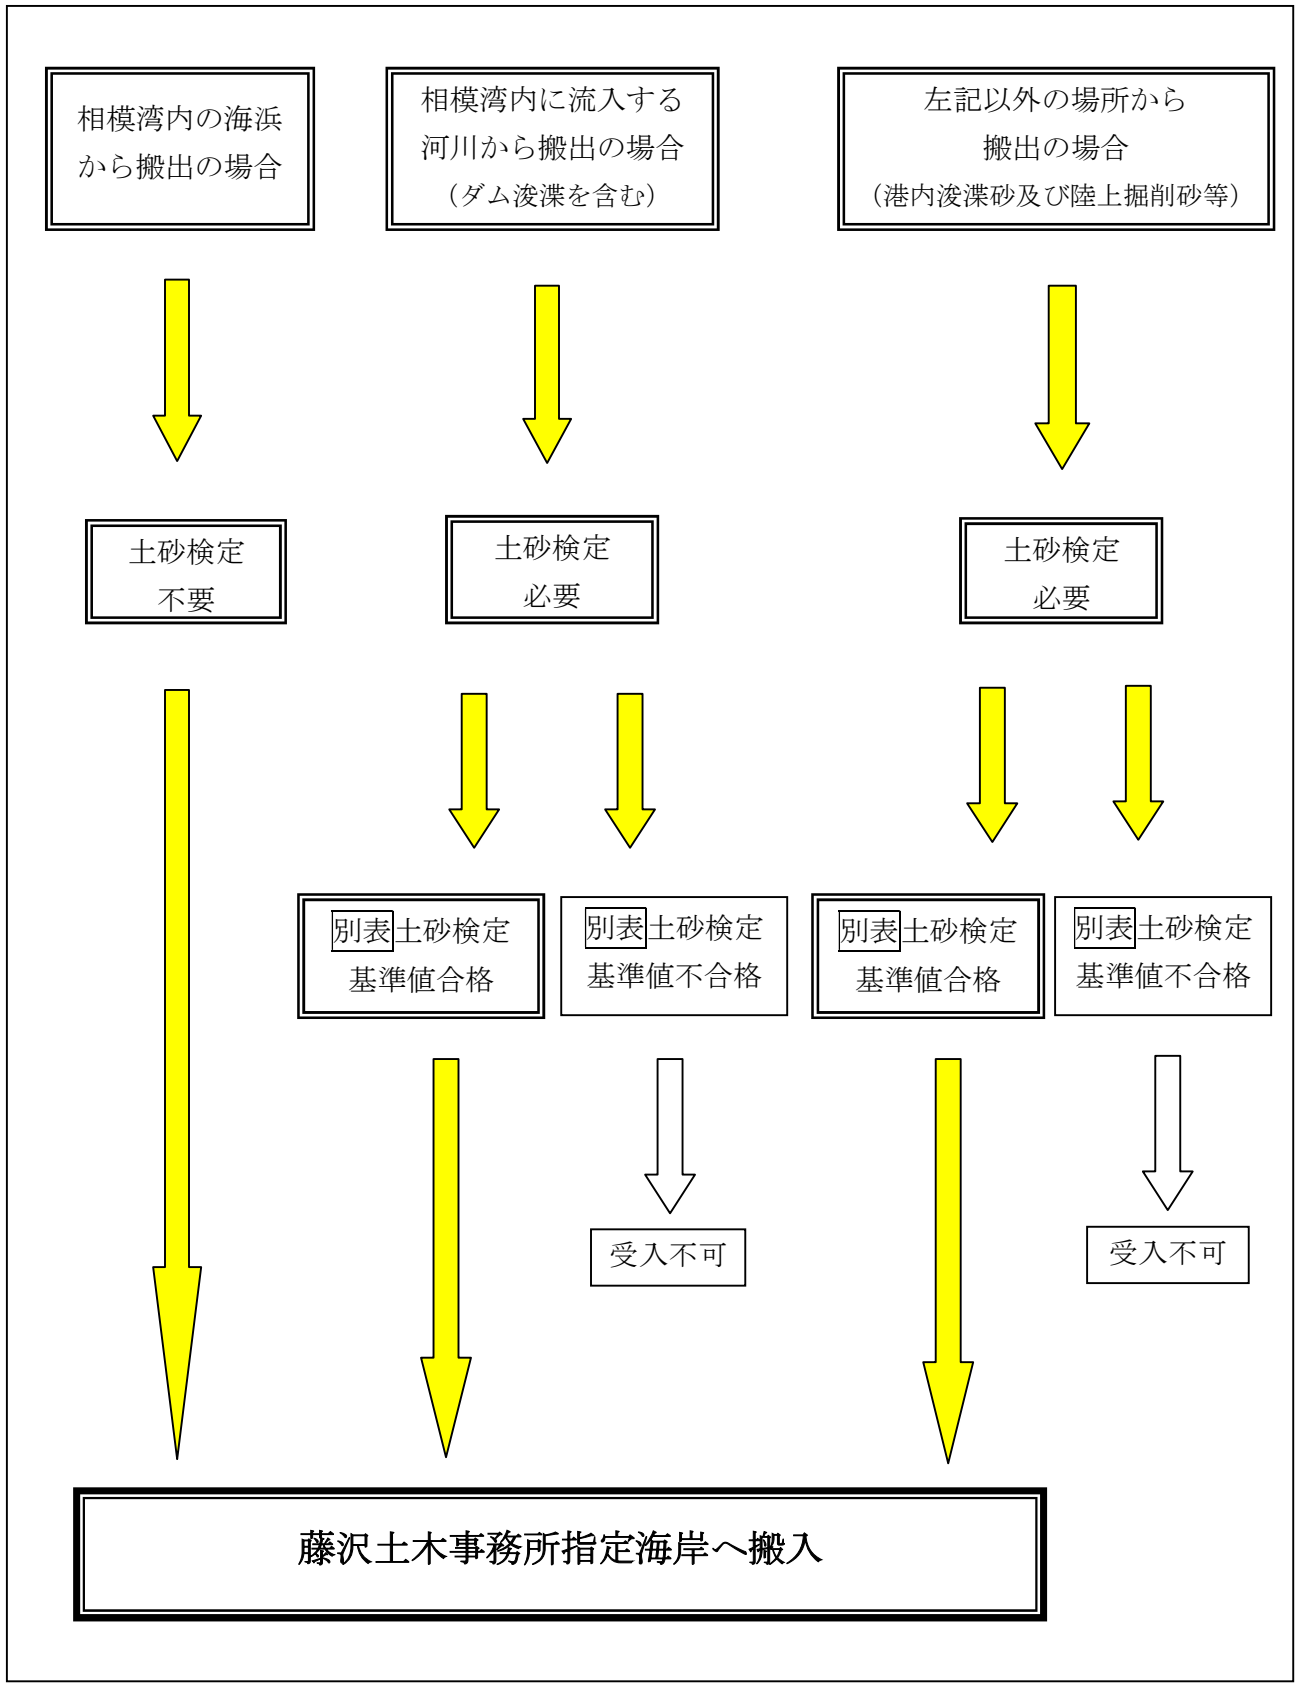 相模湾内の海浜
から搬出の場合
相模湾内に流入する
河川から搬出の場合
（ダム浚渫を含む）
左記以外の場所から
搬出の場合
（港内浚渫砂及び陸上掘削砂等）
土砂検定
不要
土砂検定
必要
土砂検定
必要
別表土砂検定
基準値合格
別表土砂検定
基準値不合格
別表土砂検定
基準値合格
別表土砂検定
基準値不合格
受入不可
受入不可
藤沢土木事務所指定海岸へ搬入